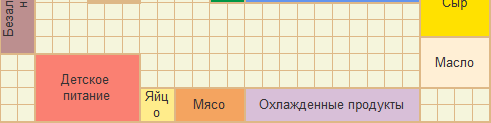 Сыр
Масло
Детское
питание
Яйц
о
Мясо
Охлажденные продукты